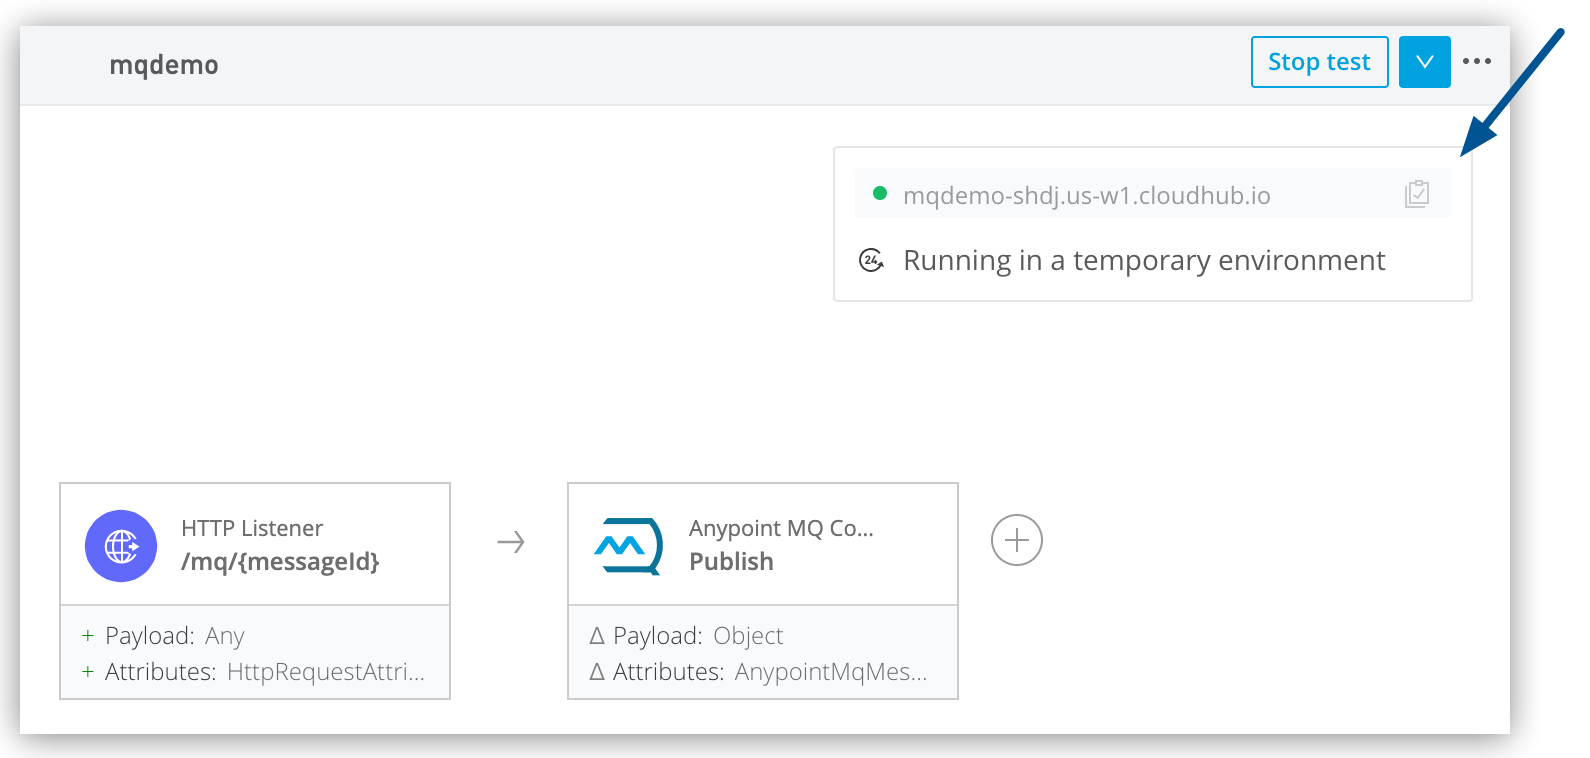 mqdemo
Stop test
mqdemo-shdj.us-w1.cloudhub.io
24
Running in a temporary environment
HTTP Listener
/mq/{messageId}
+ Payload: Any
+ Attributes: HttpRequestAttri...
Anypoint MQ Co...
Publish
Δ Payload: Object
Δ Attributes: AnypointMqMes...